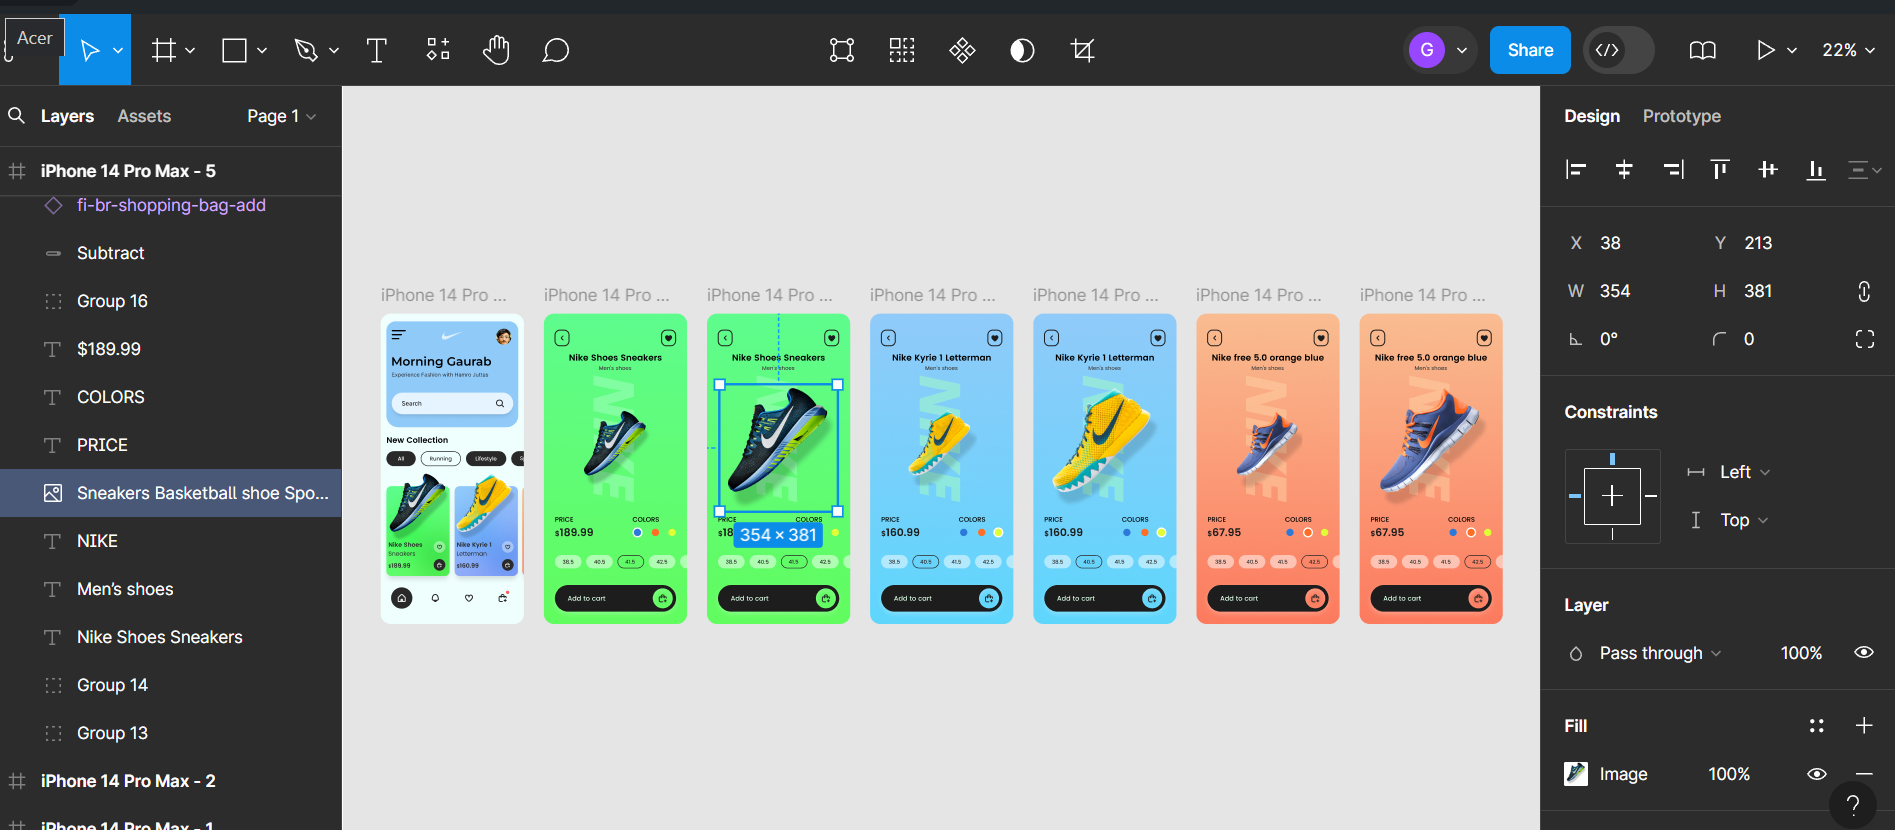 Acer
G
Share
22%
Layers
Assets
Page 1
iPhone 14 Pro Max - 5
fi-br-shopping-bag-add
Subtract
Group 16
$189.99
COLORS
PRICE
Sneakers Basketball shoe Spo...
NIKE
Men's shoes
Nike Shoes Sneakers
Group 14
Group 13
iPhone 14 Pro Max - 2
iPhone 14 Pro Max - 1
iPhone 14 Pro ...
Morning Gaurab
Experience Fashion with Hamro Juttas
Search
New Collection
All
Running
Lifestyle
Nike Shoes
Sneakers
$189.99
Nike Kyrie 1
Letterman
$160.99
iPhone 14 Pro ...
Nike Shoes Sneakers
Men's shoes
NIKE
PRICE
COLORS
$189.99
38.5
40.5
41.5
42.5
Add to cart
iPhone 14 Pro ...
Nike Shoes Sneakers
Men's shoes
PRICE
COLORS
$18
354 × 381
38.5
40.5
41.5
42.5
Add to cart
iPhone 14 Pro ...
Nike Kyrie 1 Letterman
Men's shoes
NIKE
PRICE
COLORS
$160.99
38.5
40.5
41.5
42.5
Add to cart
iPhone 14 Pro ...
Nike Kyrie 1 Letterman
Men's shoes
PRICE
COLORS
$160.99
38.5
40.5
41.5
42.5
Add to cart
iPhone 14 Pro ...
Nike free 5.0 orange blue
Men's shoes
NIKE
PRICE
COLORS
$67.95
38.5
40.5
41.5
42.5
Add to cart
iPhone 14 Pro ...
Nike free 5.0 orange blue
Men's shoes
PRICE
COLORS
$67.95
38.5
40.5
41.5
42.5
Add to cart
Design
Prototype
X 38
Y 213
W 354
H 381
0°
0
Constraints
Left
Top
Layer
Pass through
100%
Fill
Image
100%
?